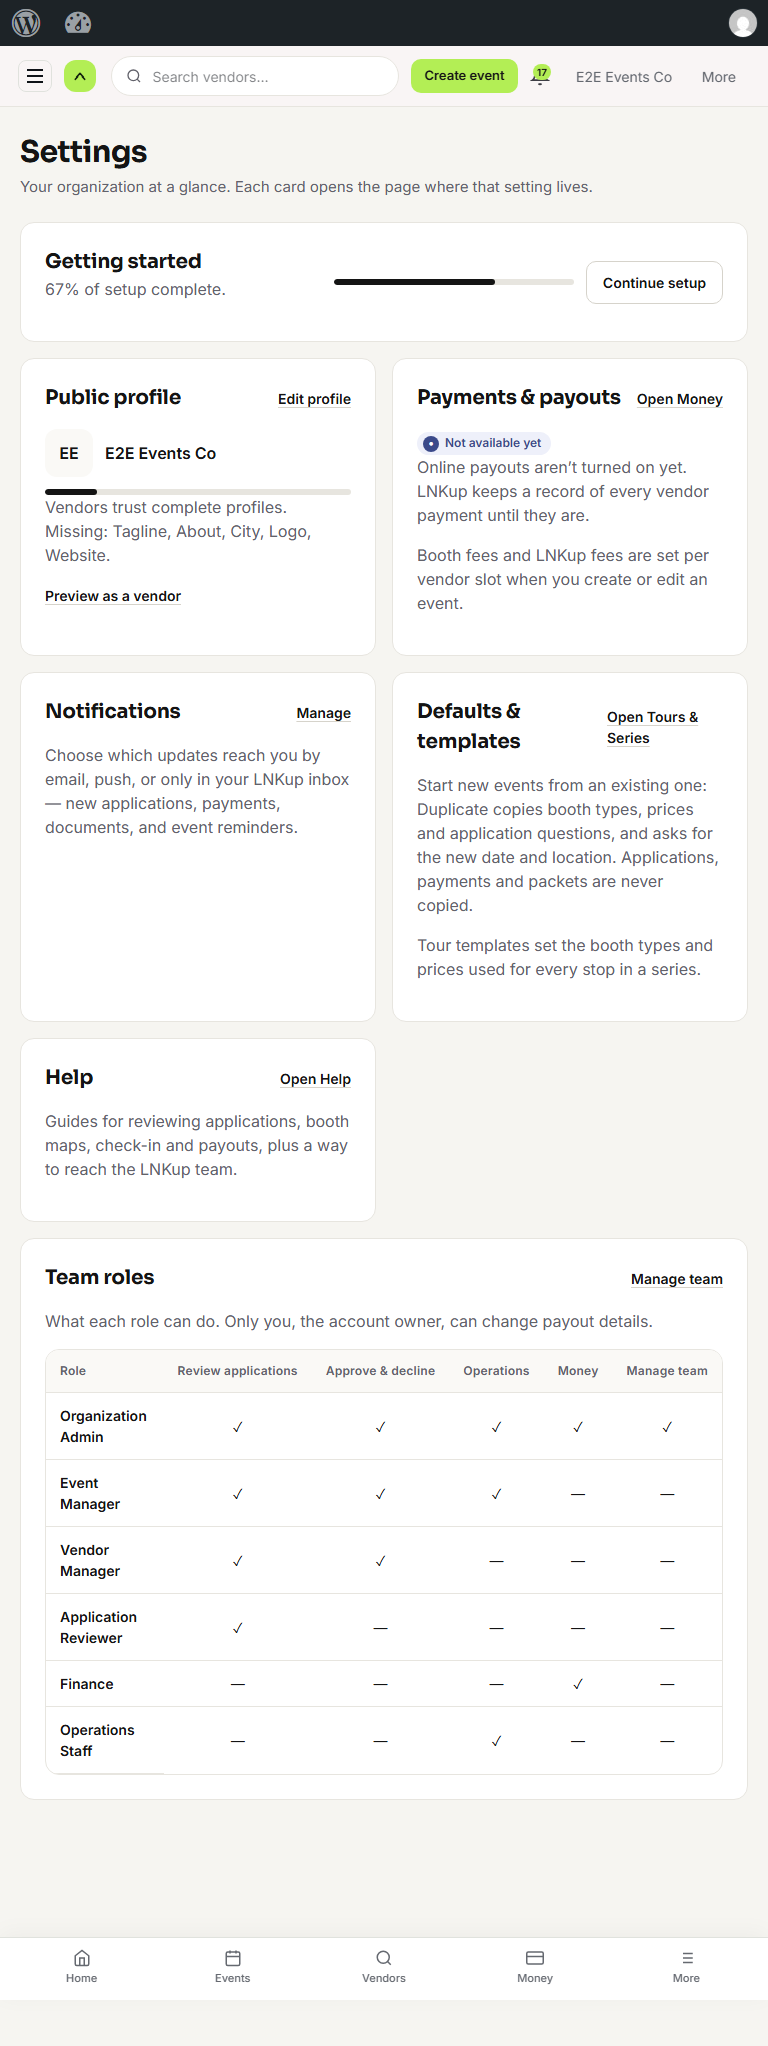 Search vendors...
Create event
17
E2E Events Co
More
Settings
Your organization at a glance. Each card opens the page where that setting lives.
Getting started
67% of setup complete.
Continue setup
Public profile
Edit profile
EE
E2E Events Co
Vendors trust complete profiles.
Missing: Tagline, About, City, Logo,
Website.
Preview as a vendor
Payments & payouts
Open Money
Not available yet
Online payouts aren’t turned on yet.
LNKup keeps a record of every vendor
payment until they are.
Booth fees and LNKup fees are set per
vendor slot when you create or edit an
event.
Notifications
Manage
Choose which updates reach you by
email, push, or only in your LNKup inbox
— new applications, payments,
documents, and event reminders.
Defaults &
templates
Open Tours &
Series
Start new events from an existing one:
Duplicate copies booth types, prices
and application questions, and asks for
the new date and location. Applications,
payments and packets are never
copied.
Tour templates set the booth types and
prices used for every stop in a series.
Help
Open Help
Guides for reviewing applications, booth
maps, check-in and payouts, plus a way
to reach the LNKup team.
Team roles
Manage team
What each role can do. Only you, the account owner, can change payout details.
Role Review applications Approve & decline Operations Money Manage team
Organization
Admin ✓ ✓ ✓ ✓ ✓
Event
Manager ✓ ✓ ✓ — —
Vendor
Manager ✓ ✓ — — —
Application
Reviewer ✓ — — — —
Finance — — — ✓ —
Operations
Staff — — ✓ — —
Home
Events
Vendors
Money
More